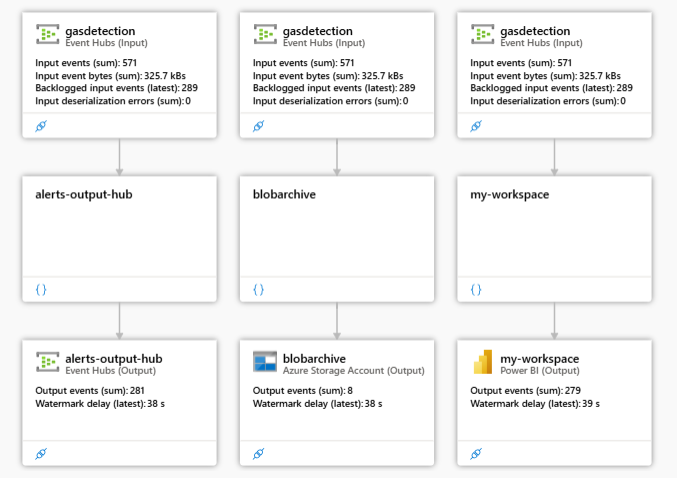 gasdetection
Event Hubs (Input)
Input events (sum): 571
Input event bytes (sum): 325.7 kBs
Backlogged input events (latest): 289
Input deserialization errors (sum): 0
gasdetection
Event Hubs (Input)
Input events (sum): 571
Input event bytes (sum): 325.7 kBs
Backlogged input events (latest): 289
Input deserialization errors (sum): 0
gasdetection
Event Hubs (Input)
Input events (sum): 571
Input event bytes (sum): 325.7 kBs
Backlogged input events (latest): 289
Input deserialization errors (sum): 0
alerts-output-hub
{ }
blobarchive
{ }
my-workspace
{ }
alerts-output-hub
Event Hubs (Output)
Output events (sum): 281
Watermark delay (latest): 38 s
blobarchive
Azure Storage Account (Output)
Output events (sum): 8
Watermark delay (latest): 38 s
my-workspace
Power BI (Output)
Output events (sum): 279
Watermark delay (latest): 39 s